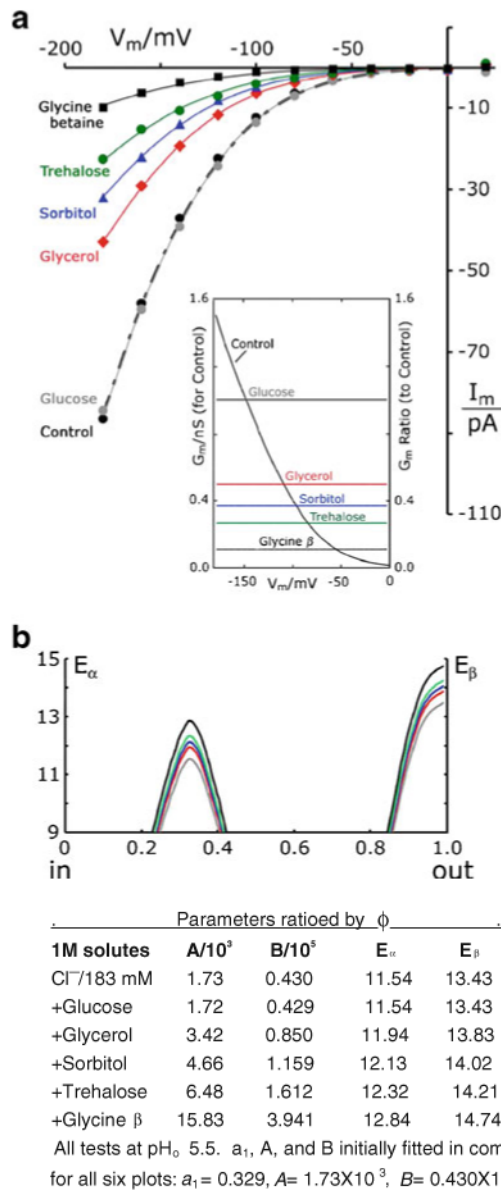 a
-200 Vm/mV -100 -50
Glycine betaine
Trehalose
Sorbitol
Glycerol
Glucose
Control
-10
-30
-50
-70
-110
Im
pA
1.6 1.6
Control
Glucose
Glycerol
Sorbitol
Trehalose
Glycine β
Gm/nS (for Control)
Gm Ratio (to Control)
0.4 0.4
0.0 0.0
-150 -50 0
Vm/mV
b
15 Eα Eβ
13
11
9
0 0.2 0.4 0.6 0.8 1.0
in out
. Parameters ratioed by ϕ .
1M solutes A/10³ B/10⁵ Eα Eβ
Cl⁻/183 mM 1.73 0.430 11.54 13.43
+Glucose 1.72 0.429 11.54 13.43
+Glycerol 3.42 0.850 11.94 13.83
+Sorbitol 4.66 1.159 12.13 14.02
+Trehalose 6.48 1.612 12.32 14.21
+Glycine β 15.83 3.941 12.84 14.74
All tests at pHₒ 5.5. a₁, A, and B initially fitted in com
for all six plots: a₁= 0.329, A= 1.73X10 ³, B= 0.430X1